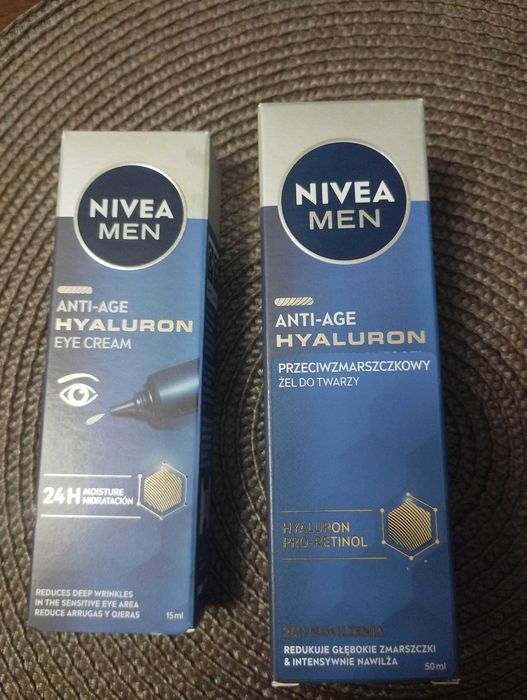 NIVEA
MEN
ANTI-AGE
HYALURON
EYE CREAM
24H MOISTURE
HIDRATACIÓN
REDUCES DEEP WRINKLES
IN THE SENSITIVE EYE AREA
REDUCE ARRUGAS Y OJERAS
15ml
NIVEA
MEN
ANTI-AGE
HYALURON
PRZECIWZMARSZCZKOWY
ŻEL DO TWARZY
HYALURON
PRO-RETINOL
24H NAWILŻENIA
REDUKUJE GŁĘBOKIE ZMARSZCZKI
& INTENSYWNIE NAWILŻA
50ml